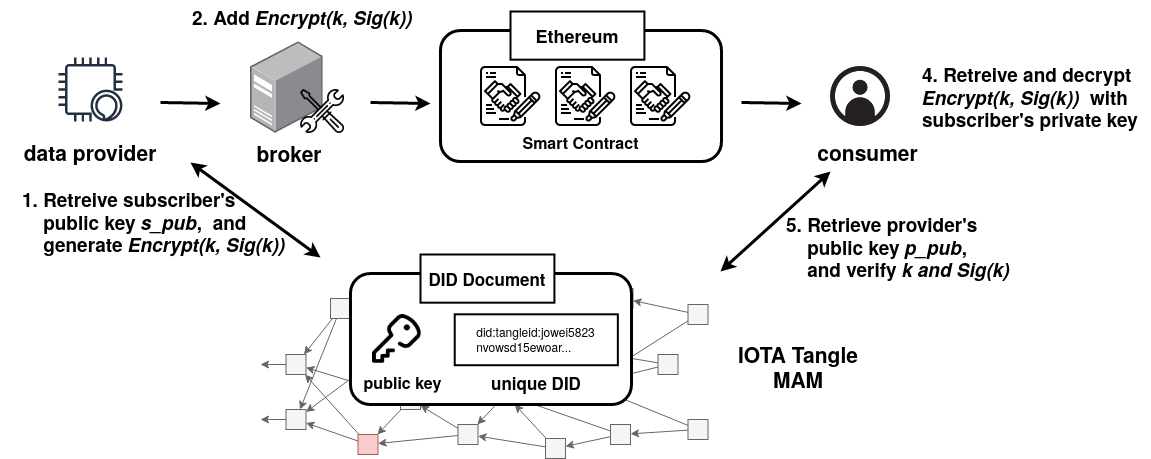 2. Add Encrypt(k, Sig(k))
Ethereum
Smart Contract
data provider
broker
consumer
4. Retreive and decrypt
Encrypt(k, Sig(k)) with
subscriber's private key
1. Retreive subscriber's
public key s_pub, and
generate Encrypt(k, Sig(k))
5. Retrieve provider's
public key p_pub,
and verify k and Sig(k)
DID Document
did:tangleid:jowei5823
nvowsd15ewoar...
public key
unique DID
IOTA Tangle
MAM